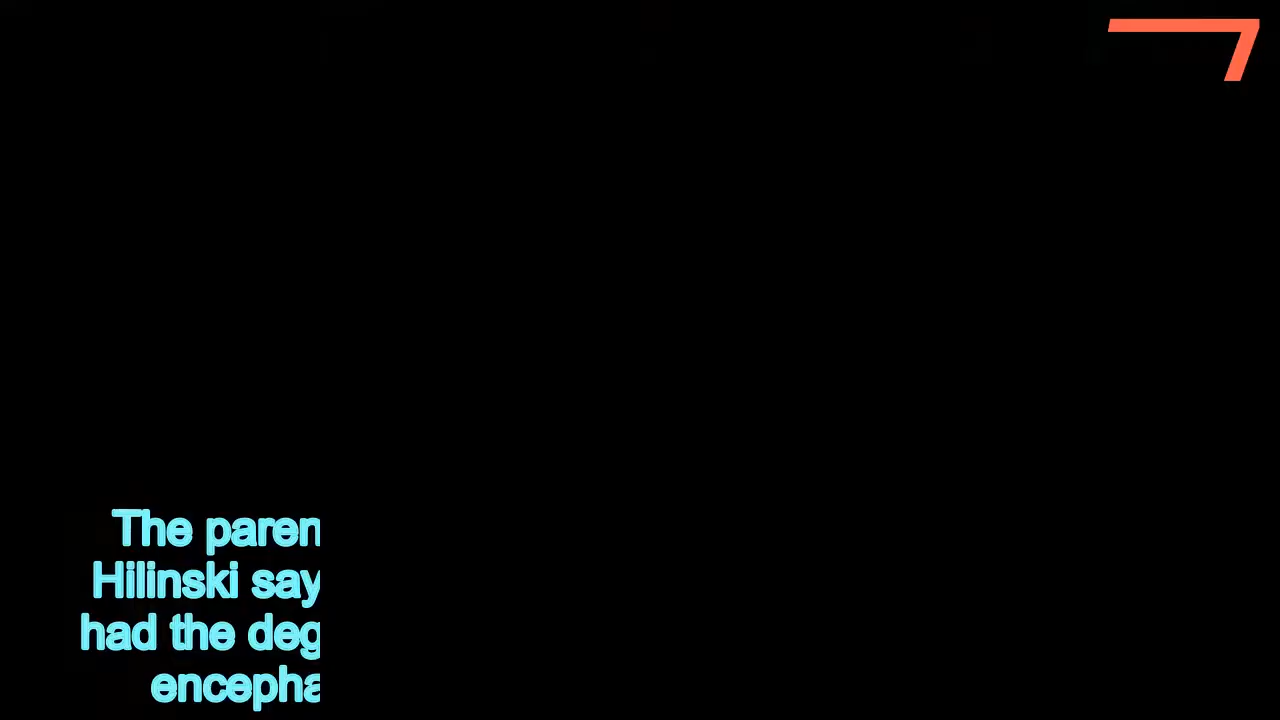 The paren
Hilinski say
had the deg
encepha